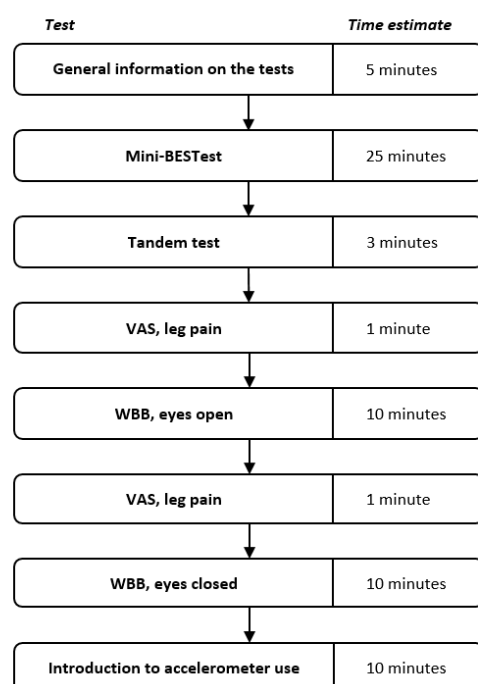 Test Time estimate
General information on the tests 5 minutes
Mini-BESTest 25 minutes
Tandem test 3 minutes
VAS, leg pain 1 minute
WBB, eyes open 10 minutes
VAS, leg pain 1 minute
WBB, eyes closed 10 minutes
Introduction to accelerometer use 10 minutes